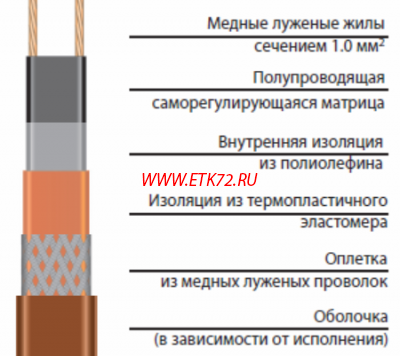 Медные луженые жилы
сечением 1.0 мм²
Полупроводящая
саморегулирующаяся матрица
Внутренняя изоляция
из полиолефина
WWW.ETK72.RU
Изоляция из термопластичного
эластомера
Оплетка
из медных луженых проволок
Оболочка
(в зависимости от исполнения)